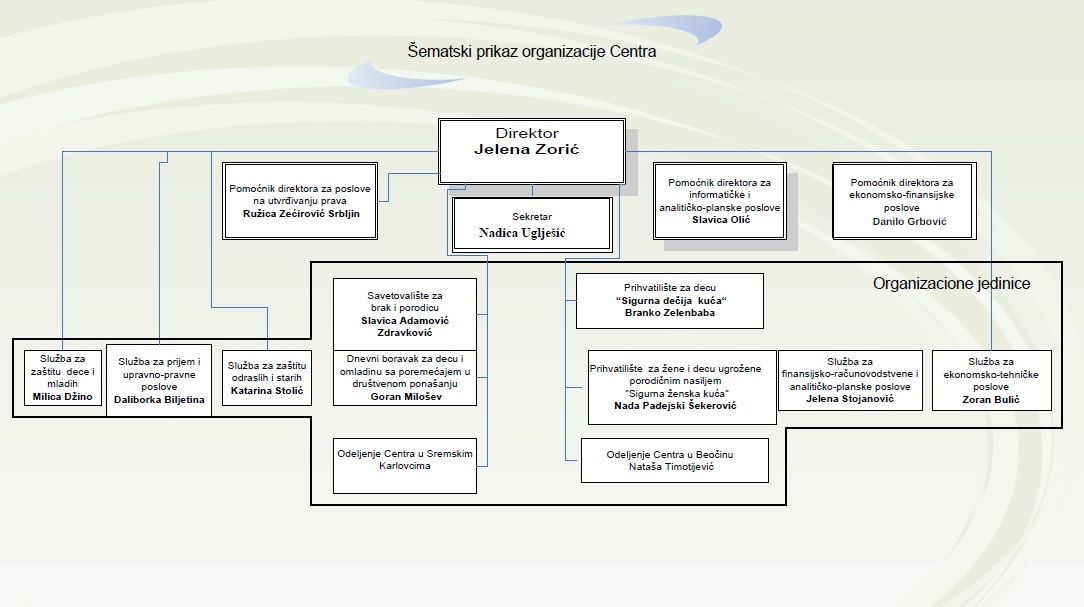 Šematski prikaz organizacije Centra
Direktor
Jelena Zorić
Pomoćnik direktora za poslove
na utvrđivanju prava
Ružica Zećirović Srbljin
Sekretar
Nadica Uglješić
Pomoćnik direktora za
informatičke i
analitičko-planske poslove
Slavica Olić
Pomoćnik direktora za
ekonomsko-finansijske
poslove
Danilo Grbović
Organizacione jedinice
Služba za
zaštitu dece i
mladih
Milica Džino
Služba za prijem i
upravno-pravne
poslove
Daliborka Biljetina
Služba za zaštitu
odraslih i starih
Katarina Stolić
Savetovalište za
brak i porodicu
Slavica Adamović
Zdravković
Dnevni boravak za decu i
omladinu sa poremećajem u
društvenom ponašanju
Goran Milošev
Odeljenje Centra u Sremskim
Karlovcima
Prihvatilište za decu
“Sigurna dečija kuća“
Branko Zelenbaba
Prihvatilište za žene i decu ugrožene
porodičnim nasiljem
“Sigurna ženska kuća”
Nada Padejski Šekerović
Odeljenje Centra u Beočinu
Nataša Timotijević
Služba za
finansijsko-računovodstvene i
analitičko-planske poslove
Jelena Stojanović
Služba za
ekonomsko-tehničke
poslove
Zoran Bulić